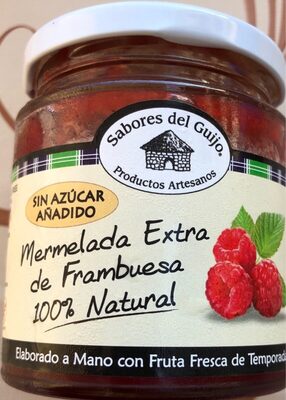 Sabores del Guijo.
Productos Artesanos
SIN AZÚCAR
AÑADIDO
Mermelada Extra
de Frambuesa
100% Natural
Elaborado a Mano con Fruta Fresca de Temporada